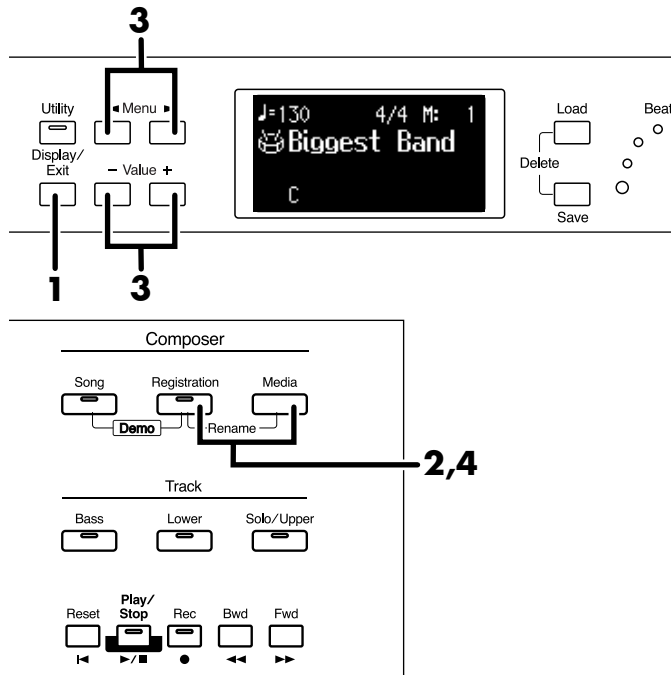 3
Utility
◄ Menu ►
Display/
Exit
− Value +
♩=130 4/4 M: 1
Biggest Band
C
Load
Beat
Delete
Save
1
3
Composer
Song
Registration
Media
Demo
Rename
2,4
Track
Bass
Lower
Solo/Upper
Reset
Play/
Stop
Rec
Bwd
Fwd